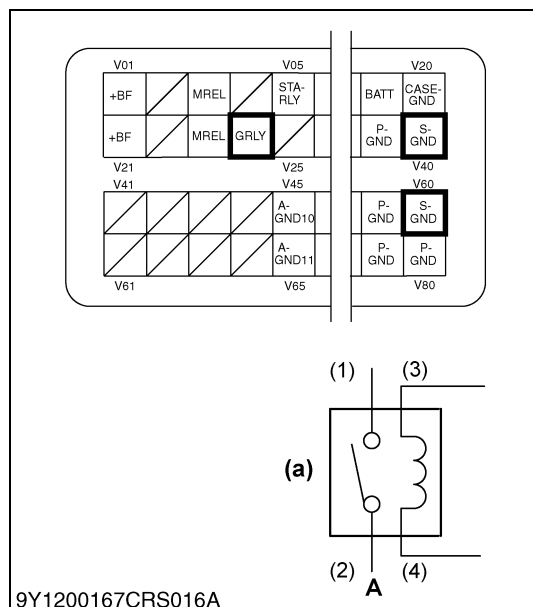 V01 V05 V20
+BF MREL STA-RLY BATT CASE-GND
+BF MREL GRLY P-GND S-GND
V21 V25 V40
V41 V45 V60
A-GND10 P-GND S-GND
A-GND11 P-GND P-GND
V61 V65 V80
(1) (3)
(a)
(2) A (4)
9Y1200167CRS016A